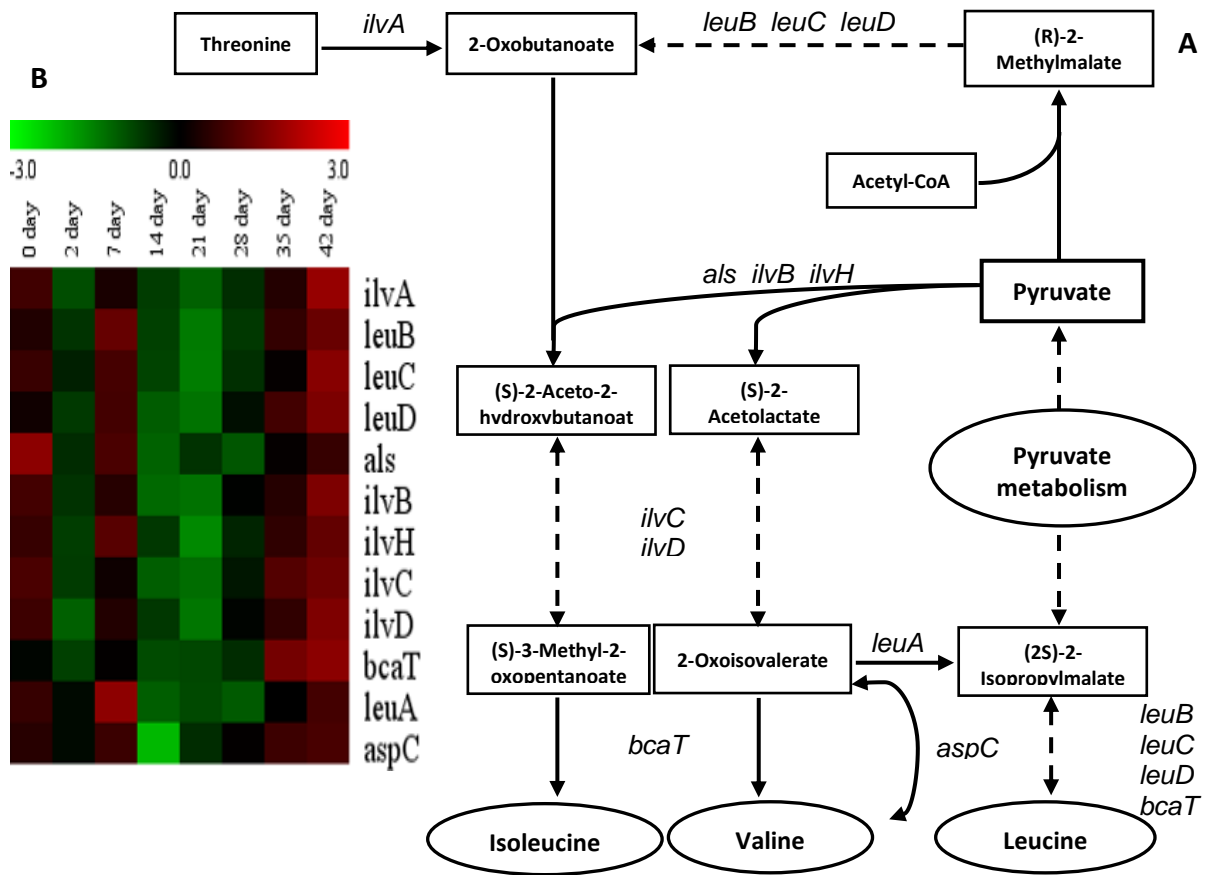 ilvA
leuB leuC leuD
Threonine
2-Oxobutanoate
(R)-2-
Methylmalate
A
B
-3.0 0.0 3.0
0 day
2 day
7 day
14 day
21 day
28 day
35 day
42 day
Acetyl-CoA
als ilvB ilvH
Pyruvate
ilvA
leuB
leuC
leuD
als
ilvB
ilvH
ilvC
ilvD
bcaT
leuA
aspC
(S)-2-Aceto-2-
hydroxybutanoat
(S)-2-
Acetolactate
Pyruvate
metabolism
ilvC
ilvD
(S)-3-Methyl-2-
oxopentanoate
2-Oxoisovalerate
leuA
(2S)-2-
Isopropylmalate
bcaT
aspC
leuB
leuC
leuD
bcaT
Isoleucine
Valine
Leucine